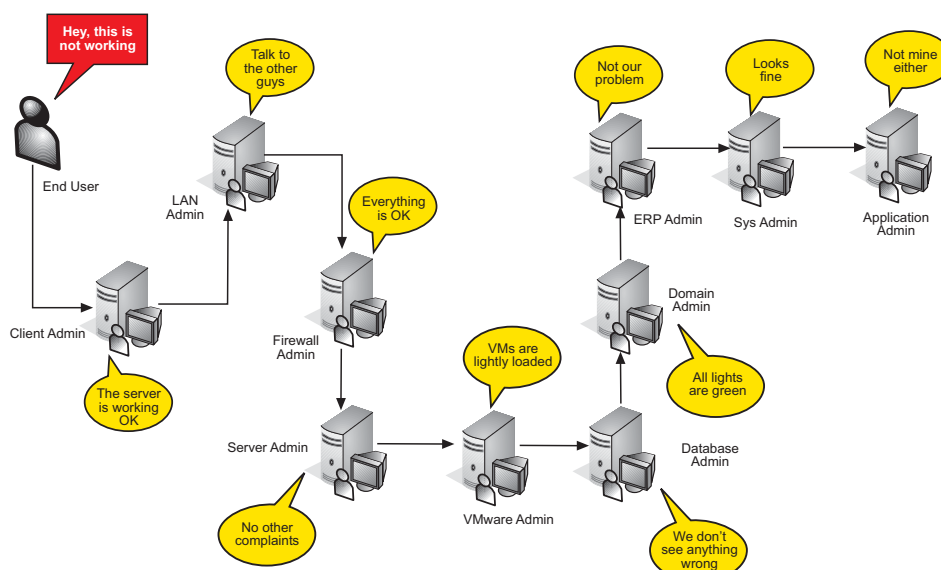 Hey, this is
not working
End User
Client Admin
The server
is working
OK
Talk to
the other
guys
LAN
Admin
Everything
is OK
Firewall
Admin
Server Admin
No other
complaints
VMs are
lightly loaded
VMware Admin
Database
Admin
We don't
see anything
wrong
Domain
Admin
All lights
are green
Not our
problem
ERP Admin
Looks
fine
Sys Admin
Not mine
either
Application
Admin